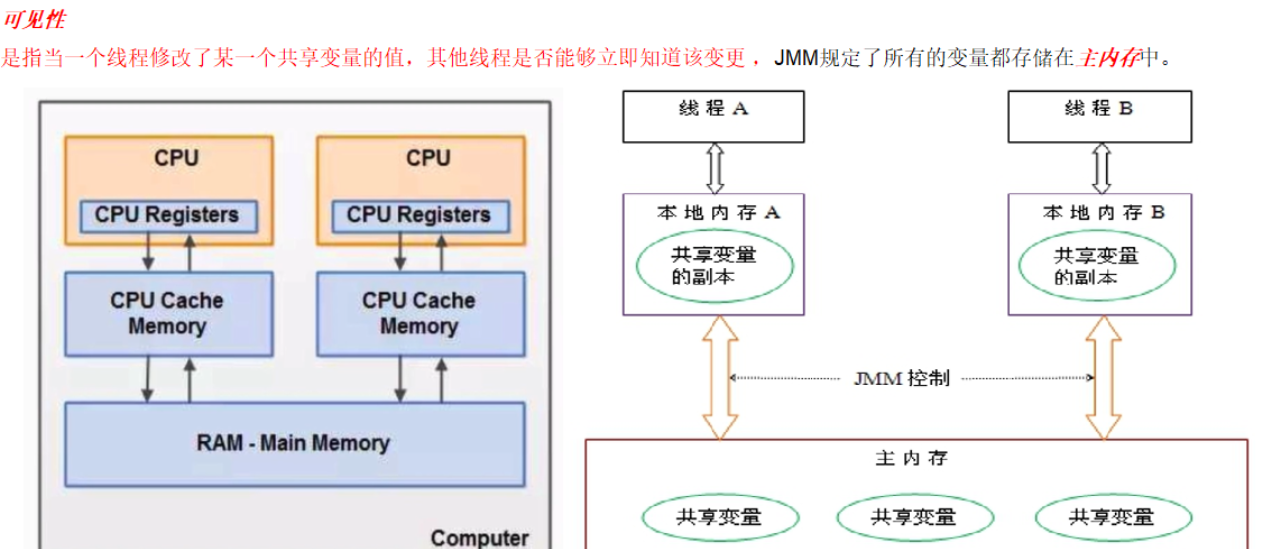 可见性
是指当一个线程修改了某一个共享变量的值，其他线程是否能够立即知道该变更 ，JMM规定了所有的变量都存储在主内存中。
CPU
CPU Registers
CPU Cache
Memory
CPU
CPU Registers
CPU Cache
Memory
RAM - Main Memory
Computer
线程 A
本地内存 A
共享变量
的副本
线程 B
本地内存 B
共享变量
的副本
JMM 控制
主内存
共享变量
共享变量
共享变量